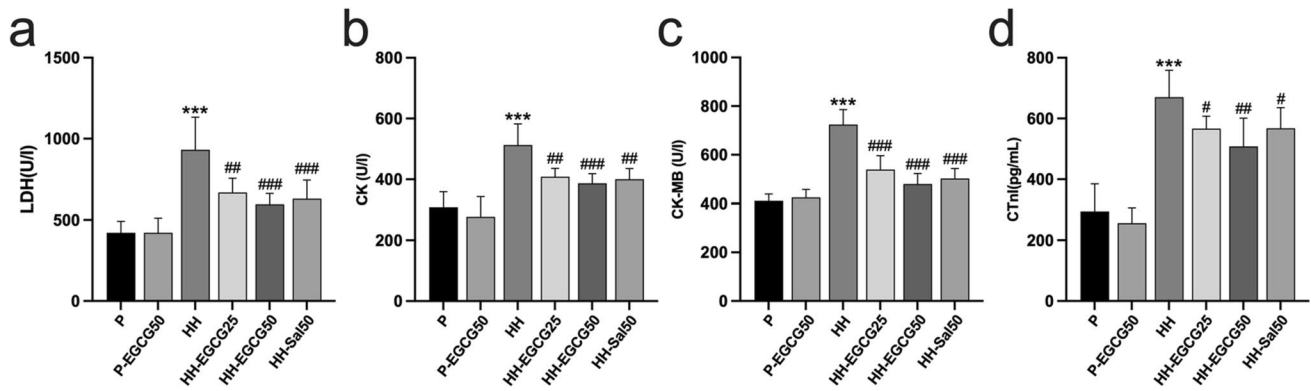 a
LDH(U/l)
1500
1000
500
0
***
##
###
###
P
P-EGCG50
HH
HH-EGCG25
HH-EGCG50
HH-Sal50
b
CK (U/l)
800
600
400
200
0
***
##
###
##
P
P-EGCG50
HH
HH-EGCG25
HH-EGCG50
HH-Sal50
c
CK-MB (U/l)
1000
800
600
400
200
0
***
###
###
###
P
P-EGCG50
HH
HH-EGCG25
HH-EGCG50
HH-Sal50
d
CTnI(pg/mL)
800
600
400
200
0
***
#
##
#
P
P-EGCG50
HH
HH-EGCG25
HH-EGCG50
HH-Sal50